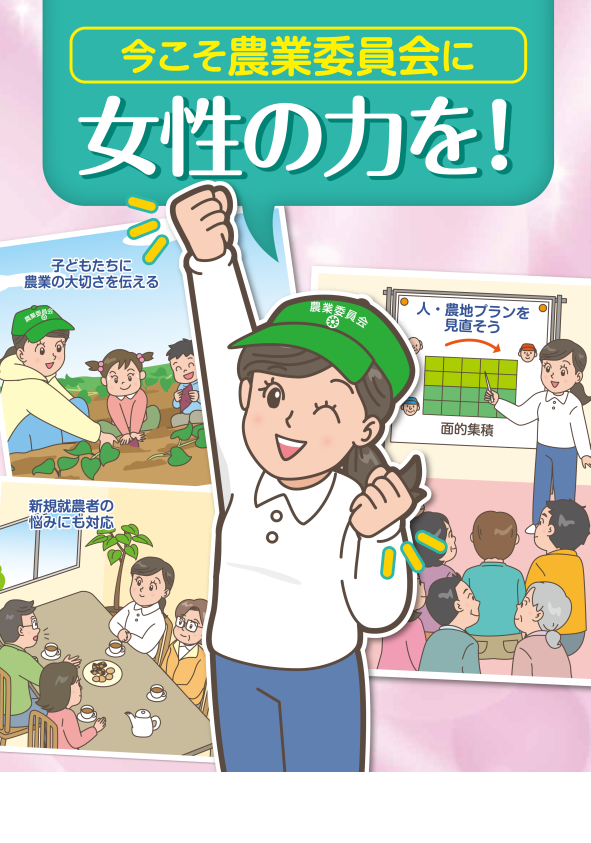 今こそ農業委員会に
女性の力を!
子どもたちに
農業の大切さを伝える
農業委員会
農業委員会
人・農地プランを
見直そう
面的集積
新規就農者の
悩みにも対応